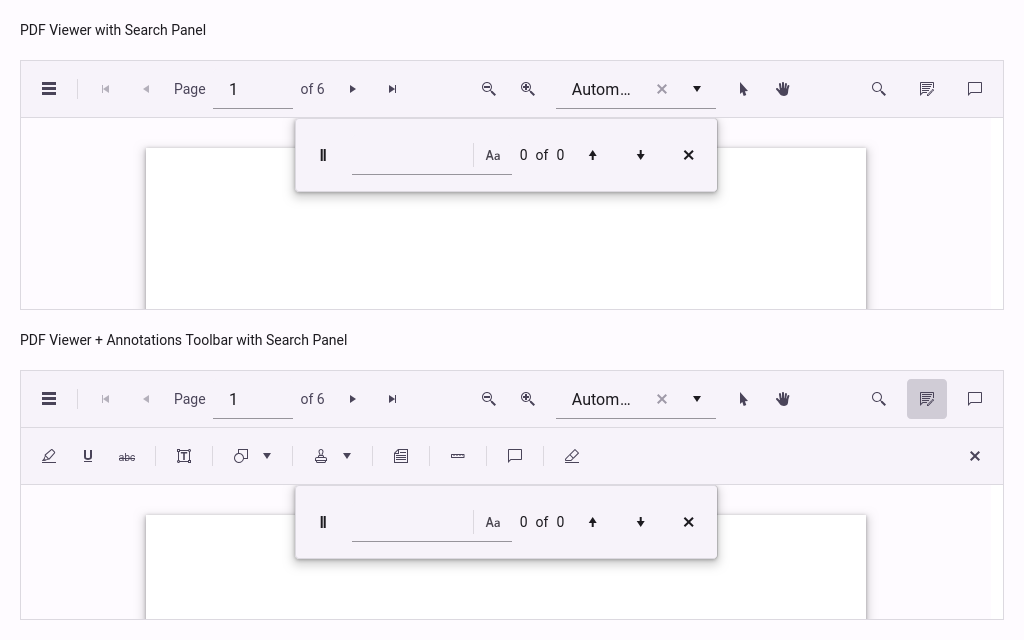 PDF Viewer with Search Panel
Page 1 of 6 Autom...
Aa 0 of 0
PDF Viewer + Annotations Toolbar with Search Panel
Page 1 of 6 Autom...
U abc T
Aa 0 of 0